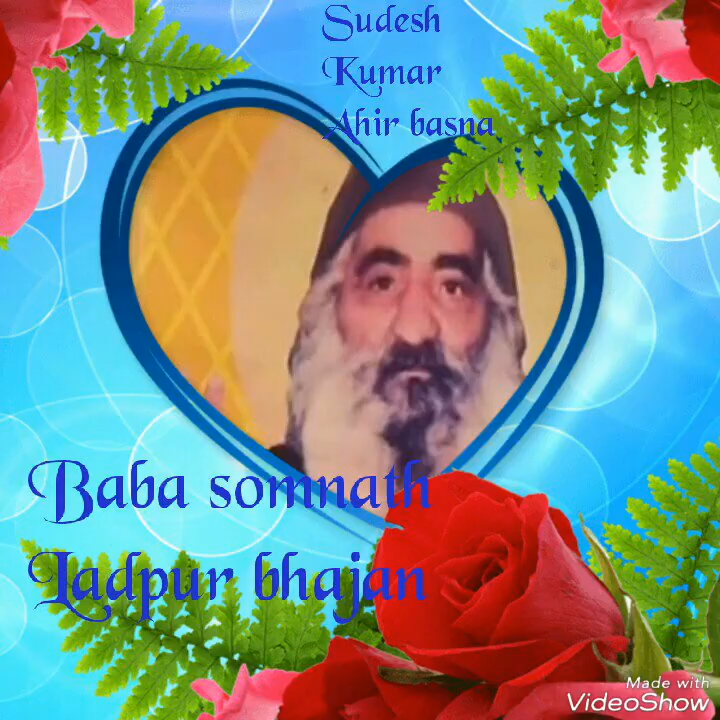 Sudesh
Kumar
Ahir basna
Baba somnath
Ladpur bhajan
Made with
VideoShow